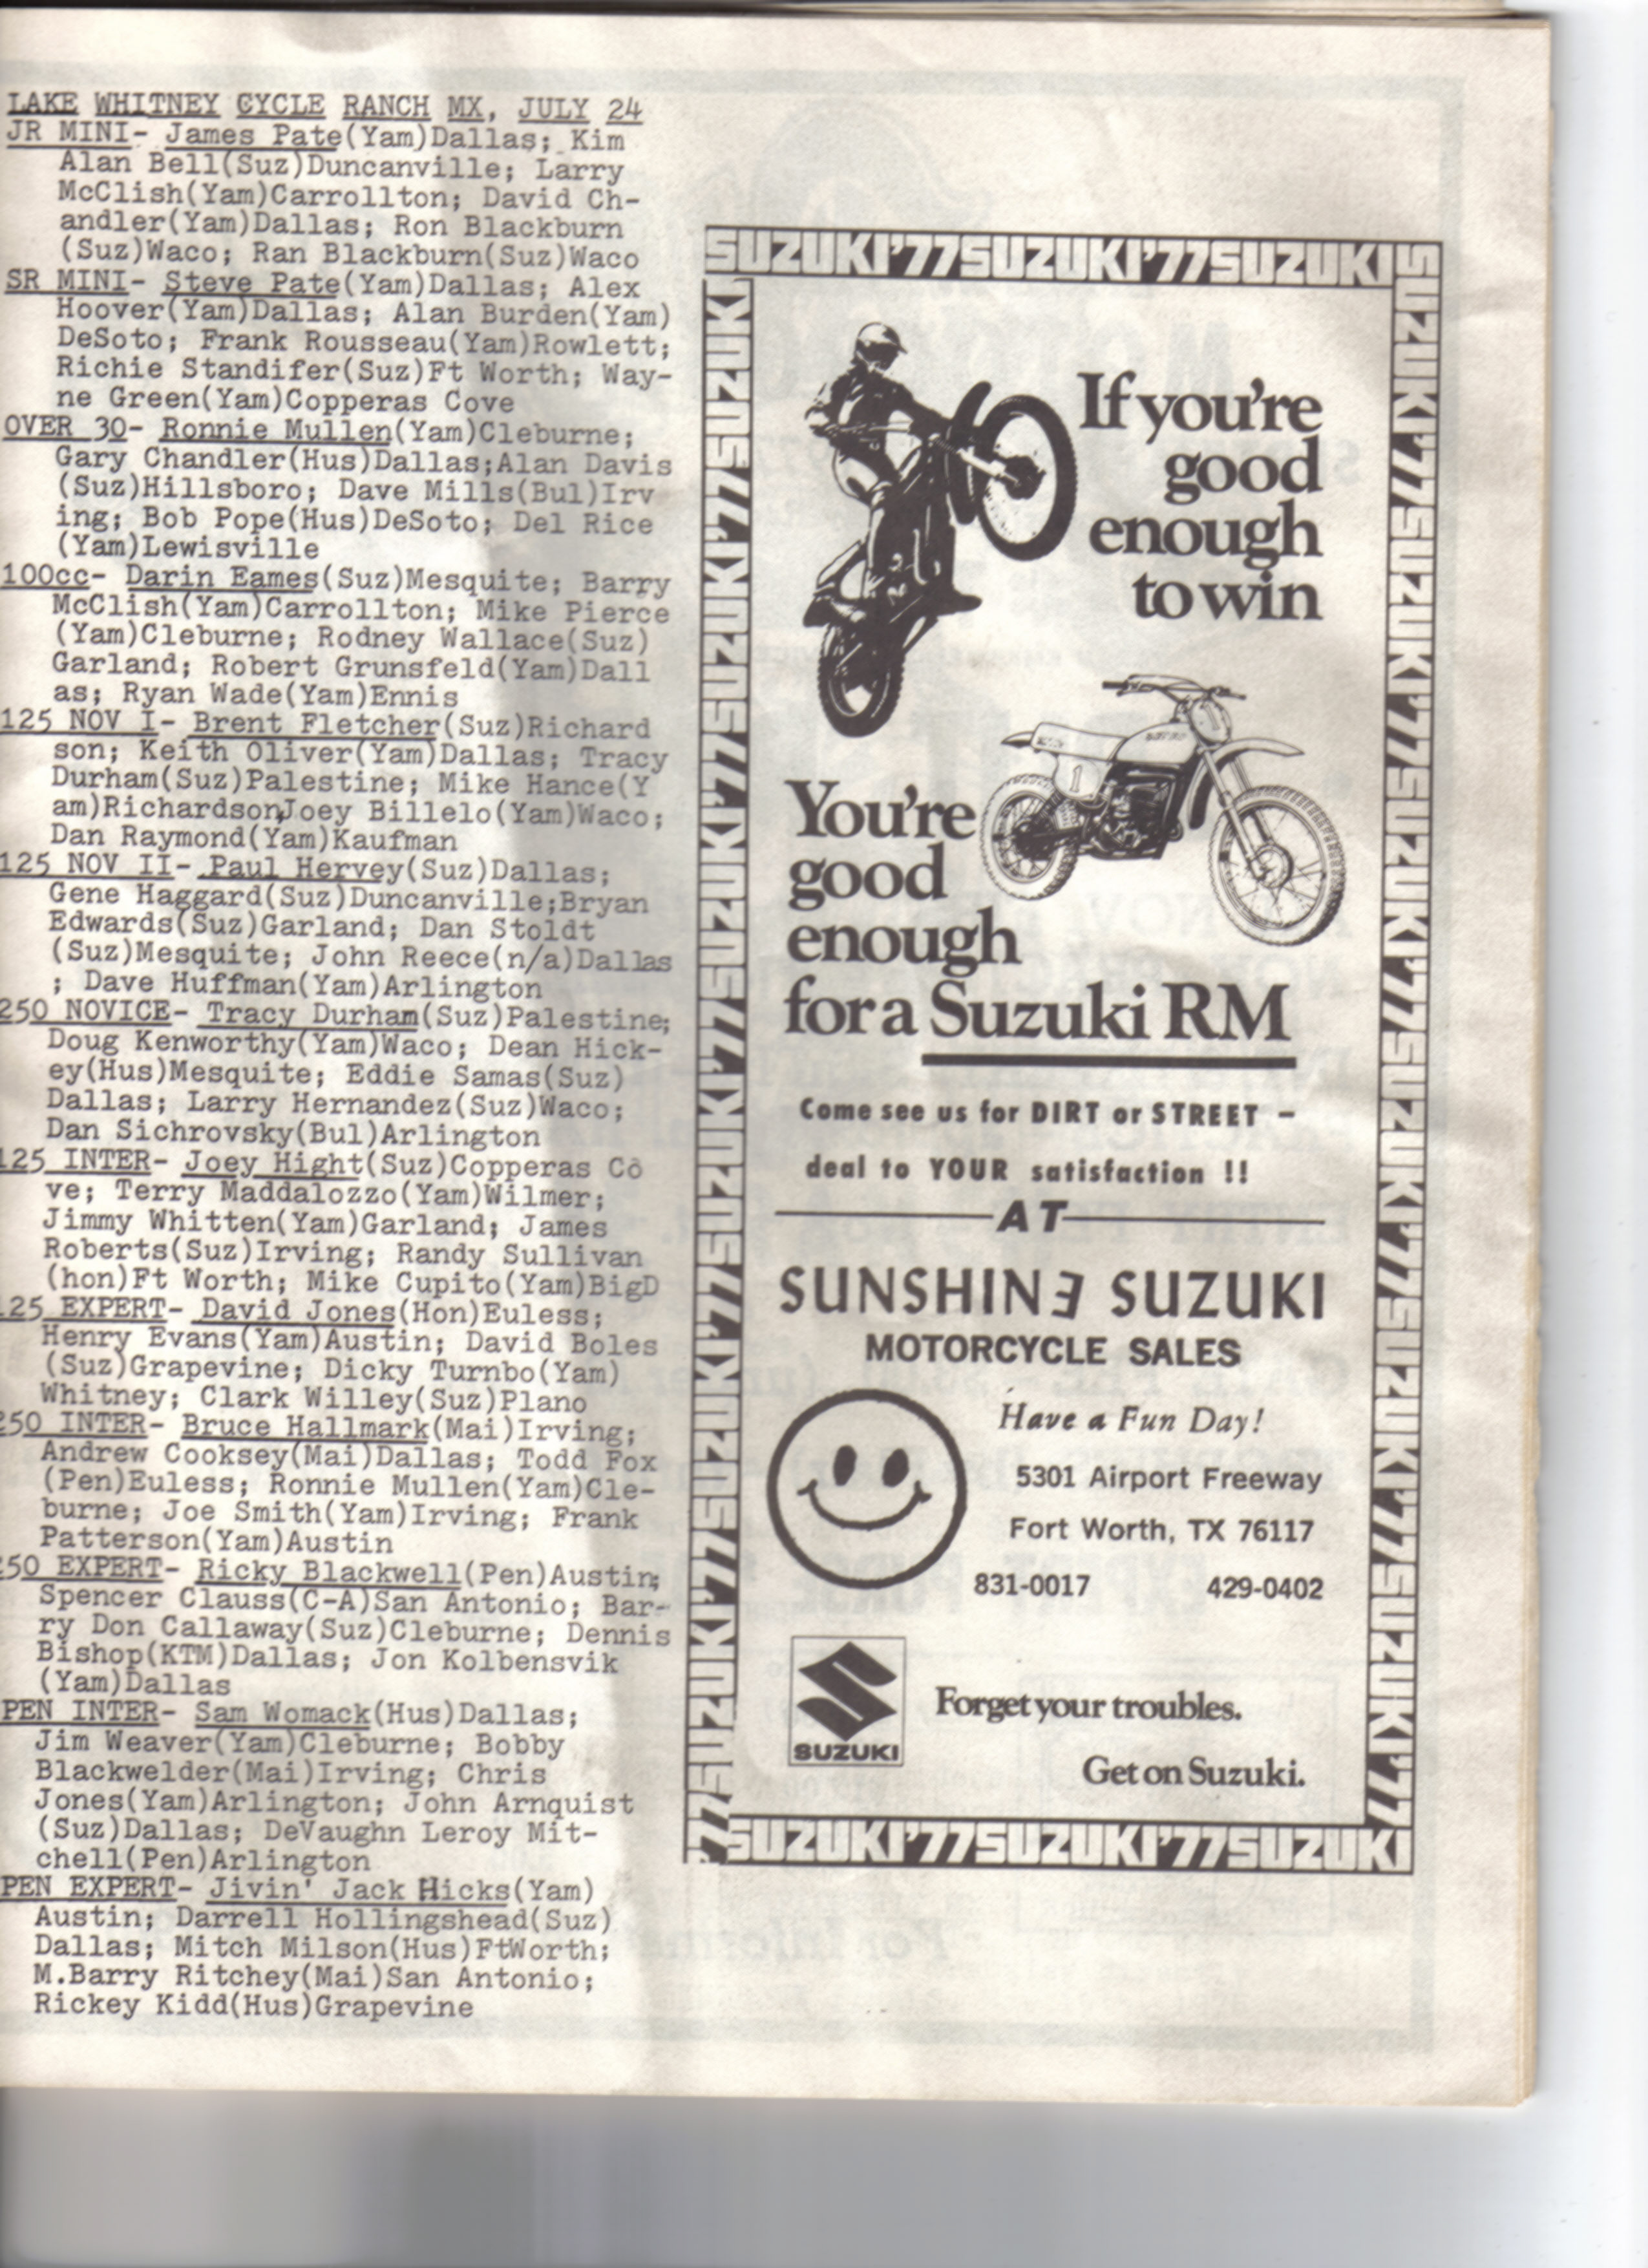 LAKE WHITNEY CYCLE RANCH MX, JULY 24
JR MINI- James Pate(Yam)Dallas; Kim
Alan Bell(Suz)Duncanville; Larry
McClish(Yam)Carrollton; David Ch-
andler(Yam)Dallas; Ron Blackburn
(Suz)Waco; Ran Blackburn(Suz)Waco
SR MINI- Steve Pate(Yam)Dallas; Alex
Hoover(Yam)Dallas; Alan Burden(Yam)
DeSoto; Frank Rousseau(Yam)Rowlett;
Richie Standifer(Suz)Ft Worth; Way-
ne Green(Yam)Copperas Cove
OVER 30- Ronnie Mullen(Yam)Cleburne;
Gary Chandler(Hus)Dallas;Alan Davis
(Suz)Hillsboro; Dave Mills(Bul)Irv
ing; Bob Pope(Hus)DeSoto; Del Rice
(Yam)Lewisville
100cc- Darin Eames(Suz)Mesquite; Barry
McClish(Yam)Carrollton; Mike Pierce
(Yam)Cleburne; Rodney Wallace(Suz)
Garland; Robert Grunsfeld(Yam)Dall
as; Ryan Wade(Yam)Ennis
125 NOV I- Brent Fletcher(Suz)Richard
son; Keith Oliver(Yam)Dallas; Tracy
Durham(Suz)Palestine; Mike Hance(Y
am)Richardson;Joey Billelo(Yam)Waco;
Dan Raymond(Yam)Kaufman
125 NOV II- Paul Hervey(Suz)Dallas;
Gene Haggard(Suz)Duncanville;Bryan
Edwards(Suz)Garland; Dan Stoldt
(Suz)Mesquite; John Reece(n/a)Dallas
; Dave Huffman(Yam)Arlington
250 NOVICE- Tracy Durham(Suz)Palestine;
Doug Kenworthy(Yam)Waco; Dean Hick-
ey(Hus)Mesquite; Eddie Samas(Suz)
Dallas; Larry Hernandez(Suz)Waco;
Dan Sichrovsky(Bul)Arlington
125 INTER- Joey Hight(Suz)Copperas Co
ve; Terry Maddalozzo(Yam)Wilmer;
Jimmy Whitten(Yam)Garland; James
Roberts(Suz)Irving; Randy Sullivan
(hon)Ft Worth; Mike Cupito(Yam)BigD
125 EXPERT- David Jones(Hon)Euless;
Henry Evans(Yam)Austin; David Boles
(Suz)Grapevine; Dicky Turnbo(Yam)
Whitney; Clark Willey(Suz)Plano
250 INTER- Bruce Hallmark(Mai)Irving;
Andrew Cooksey(Mai)Dallas; Todd Fox
(Pen)Euless; Ronnie Mullen(Yam)Cle-
burne; Joe Smith(Yam)Irving; Frank
Patterson(Yam)Austin
250 EXPERT- Ricky Blackwell(Pen)Austin;
Spencer Clauss(C-A)San Antonio; Bar-
ry Don Callaway(Suz)Cleburne; Dennis
Bishop(KTM)Dallas; Jon Kolbensvik
(Yam)Dallas
PEN INTER- Sam Womack(Hus)Dallas;
Jim Weaver(Yam)Cleburne; Bobby
Blackwelder(Mai)Irving; Chris
Jones(Yam)Arlington; John Arnquist
(Suz)Dallas; DeVaughn Leroy Mit-
chell(Pen)Arlington
PEN EXPERT- Jivin' Jack Hicks(Yam)
Austin; Darrell Hollingshead(Suz)
Dallas; Mitch Milson(Hus)FtWorth;
M.Barry Ritchey(Mai)San Antonio;
Rickey Kidd(Hus)Grapevine
SUZUKI'77SUZUKI'77SUZUKI
SUZUKI'77SUZUKI'77SUZUKI'77SUZUKI'77SUZUKI'77SUZUKI'77
'77SUZUKI'77SUZUKI'77SUZUKI'77SUZUKI'77SUZUKI'77SUZUKI
If you're
good
enough
to win
1
You're
good
enough
for a Suzuki RM
Come see us for DIRT or STREET -
deal to YOUR satisfaction !!
AT
SUNSHINE SUZUKI
MOTORCYCLE SALES
Have a Fun Day!
5301 Airport Freeway
Fort Worth, TX 76117
831-0017 429-0402
SUZUKI
Forget your troubles.
Get on Suzuki.
SUZUKI'77SUZUKI'77SUZUKI